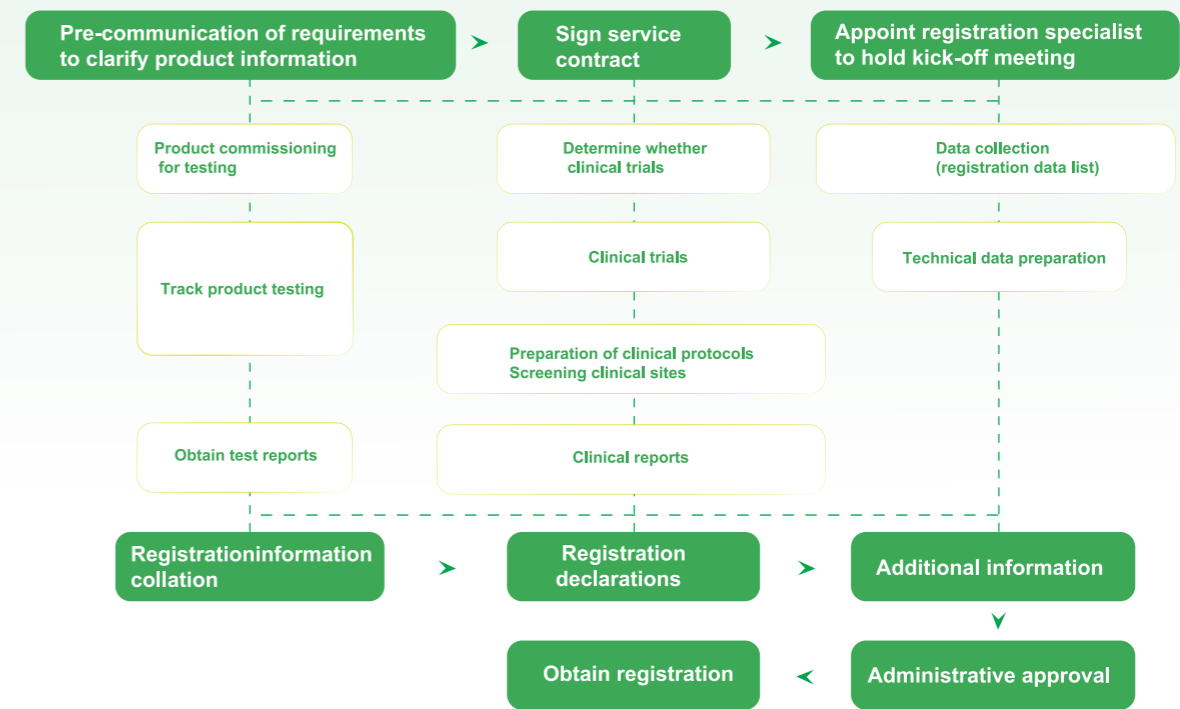 Pre-communication of requirements
to clarify product information
Sign service
contract
Appoint registration specialist
to hold kick-off meeting
Product commissioning
for testing
Determine whether
clinical trials
Data collection
(registration data list)
Track product testing
Clinical trials
Technical data preparation
Preparation of clinical protocols
Screening clinical sites
Obtain test reports
Clinical reports
Registrationinformation
collation
Registration
declarations
Additional information
Obtain registration
Administrative approval